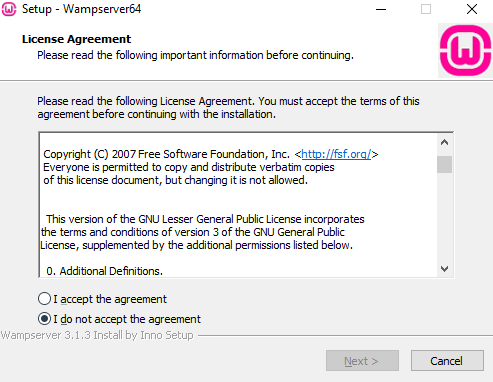 Setup - Wampserver64
License Agreement
Please read the following important information before continuing.
Please read the following License Agreement. You must accept the terms of this
agreement before continuing with the installation.
Copyright (C) 2007 Free Software Foundation, Inc. <http://fsf.org/>
Everyone is permitted to copy and distribute verbatim copies
of this license document, but changing it is not allowed.
This version of the GNU Lesser General Public License incorporates
the terms and conditions of version 3 of the GNU General Public
License, supplemented by the additional permissions listed below.
0. Additional Definitions.
I accept the agreement
I do not accept the agreement
Wampserver 3.1.3 Install by Inno Setup
Next >
Cancel